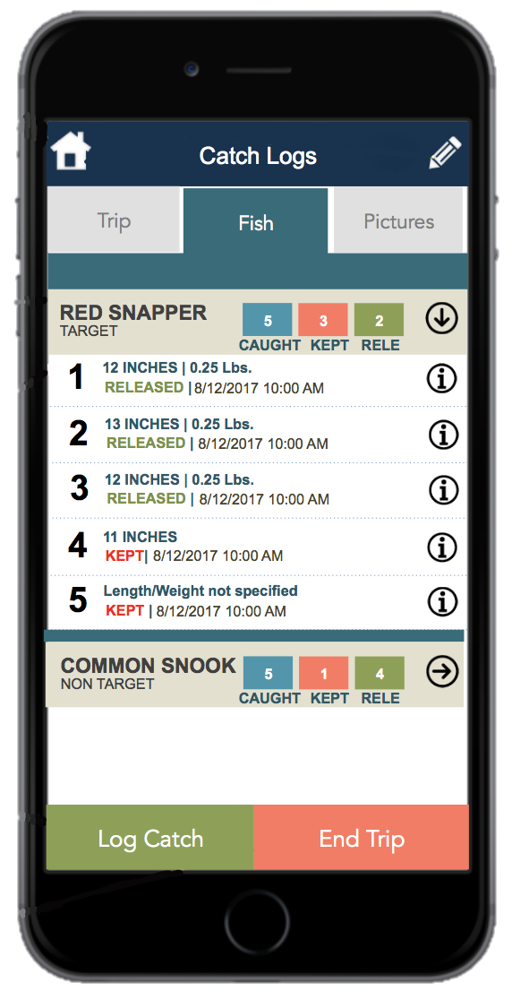 Catch Logs
Trip Fish Pictures
RED SNAPPER 5 3 2
TARGET CAUGHT KEPT RELE
1 12 INCHES | 0.25 Lbs.
RELEASED | 8/12/2017 10:00 AM
2 13 INCHES | 0.25 Lbs.
RELEASED | 8/12/2017 10:00 AM
3 12 INCHES | 0.25 Lbs.
RELEASED | 8/12/2017 10:00 AM
4 11 INCHES
KEPT| 8/12/2017 10:00 AM
5 Length/Weight not specified
KEPT | 8/12/2017 10:00 AM
COMMON SNOOK 5 1 4
NON TARGET CAUGHT KEPT RELE
Log Catch End Trip